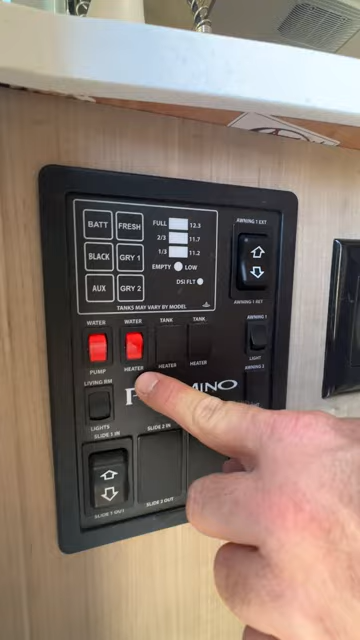 BATT FRESH
BLACK GRY 1
AUX GRY 2
FULL 12.3
2/3 11.7
1/3 11.2
EMPTY LOW
DSI FLT
TANKS MAY VARY BY MODEL
AWNING 1 EXT
AWNING 1 RET
WATER
PUMP
WATER
HEATER
TANK
HEATER
TANK
HEATER
AWNING 1
LIGHT
AWNING 2
LIVING RM
LIGHTS
MINO
SLIDE 1 IN
SLIDE 1 OUT
SLIDE 2 IN
SLIDE 2 OUT